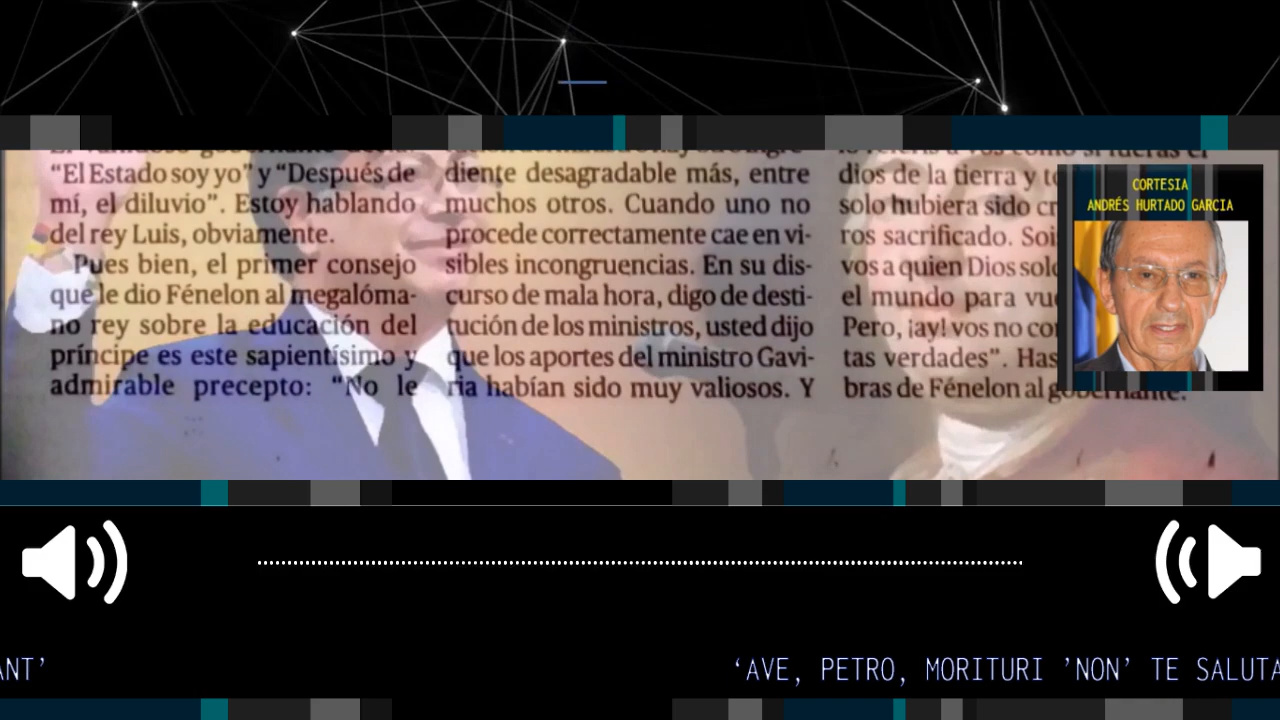 "El Estado soy yo" y "Después de
mí, el diluvio". Estoy hablando
del rey Luis, obviamente.
Pues bien, el primer consejo
que le dio Fénelon al megalóma-
no rey sobre la educación del
príncipe es este sapientísimo y
admirable precepto: "No le
diente desagradable más, entre
muchos otros. Cuando uno no
procede correctamente cae en vi-
sibles incongruencias. En su dis-
curso de mala hora, digo de desti-
tución de los ministros, usted dijo
que los aportes del ministro Gavi-
ria habían sido muy valiosos. Y
dios de la tierra y
solo hubiera sido
ros sacrificado. Sois
vos a quien Dios
el mundo para
Pero, ¡ay! vos no
tas verdades". Has
bras de Fénelon al gobernante.
CORTESIA
ANDRÉS HURTADO GARCIA
ANT’
‘AVE, PETRO, MORITURI ’NON’ TE SALUTA